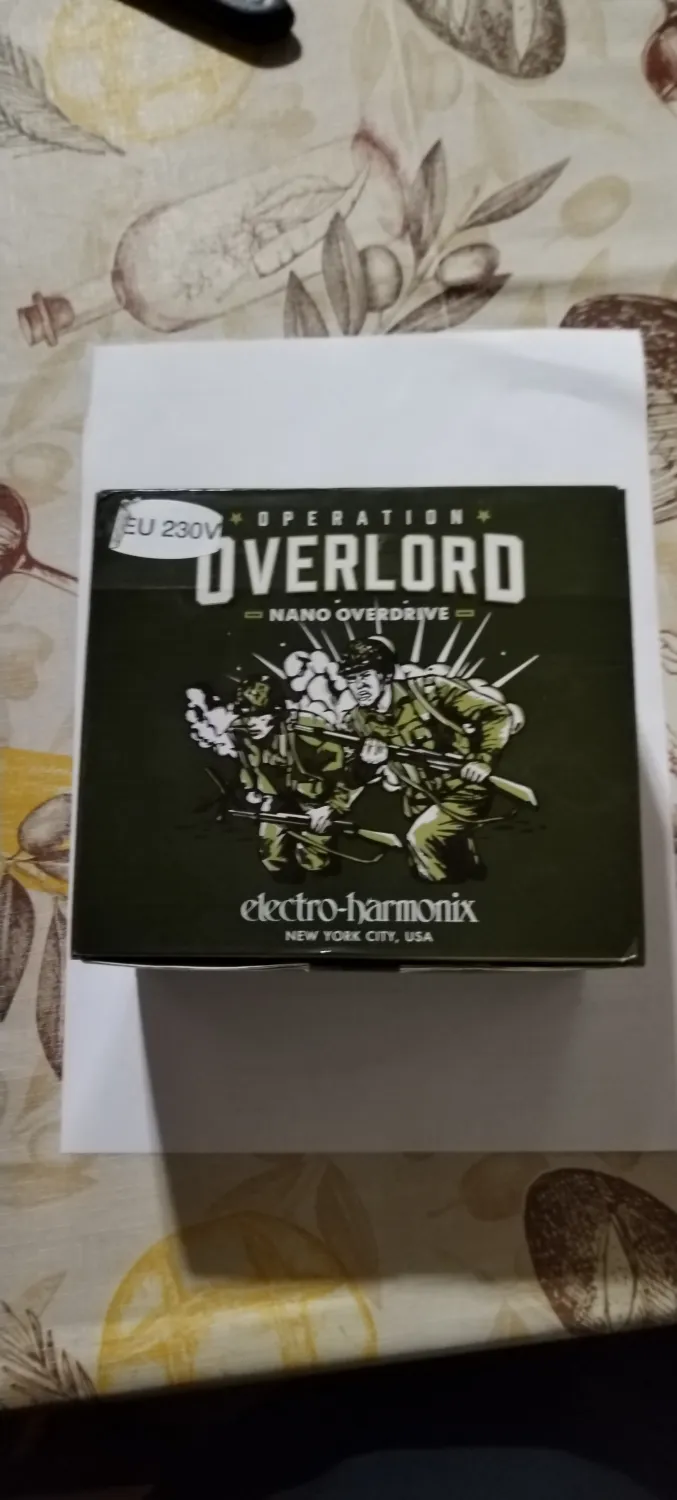 EU 230V
OPERATION
OVERLORD
NANO OVERDRIVE
electro-harmonix
NEW YORK CITY, USA